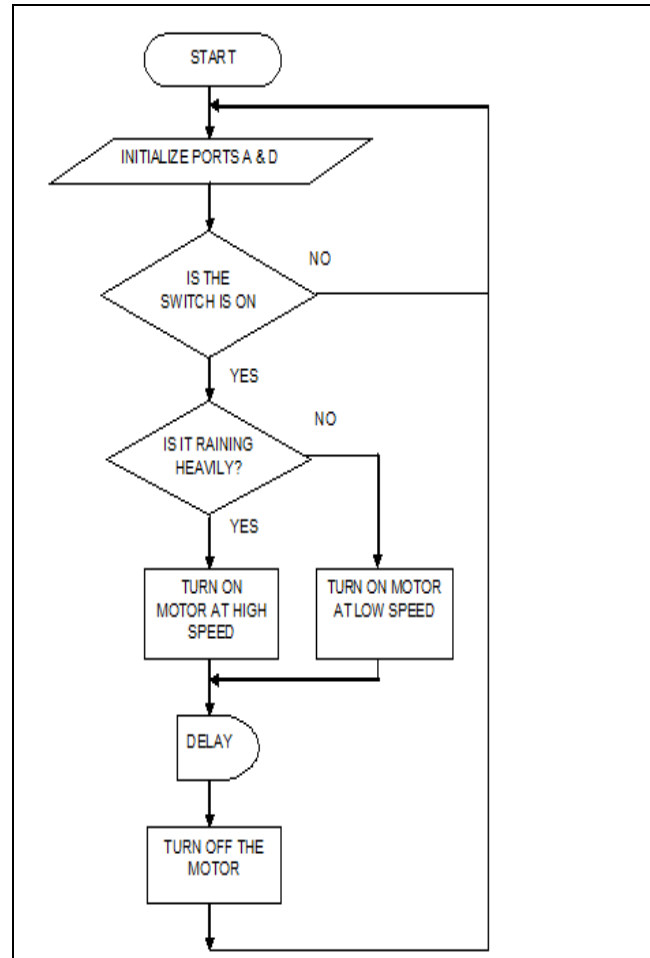 START
INITIALIZE PORTS A & D
NO
IS THE
SWITCH IS ON
YES
NO
IS IT RAINING
HEAVILY?
YES
TURN ON
MOTOR AT HIGH
SPEED
TURN ON MOTOR
AT LOW SPEED
DELAY
TURN OFF THE
MOTOR